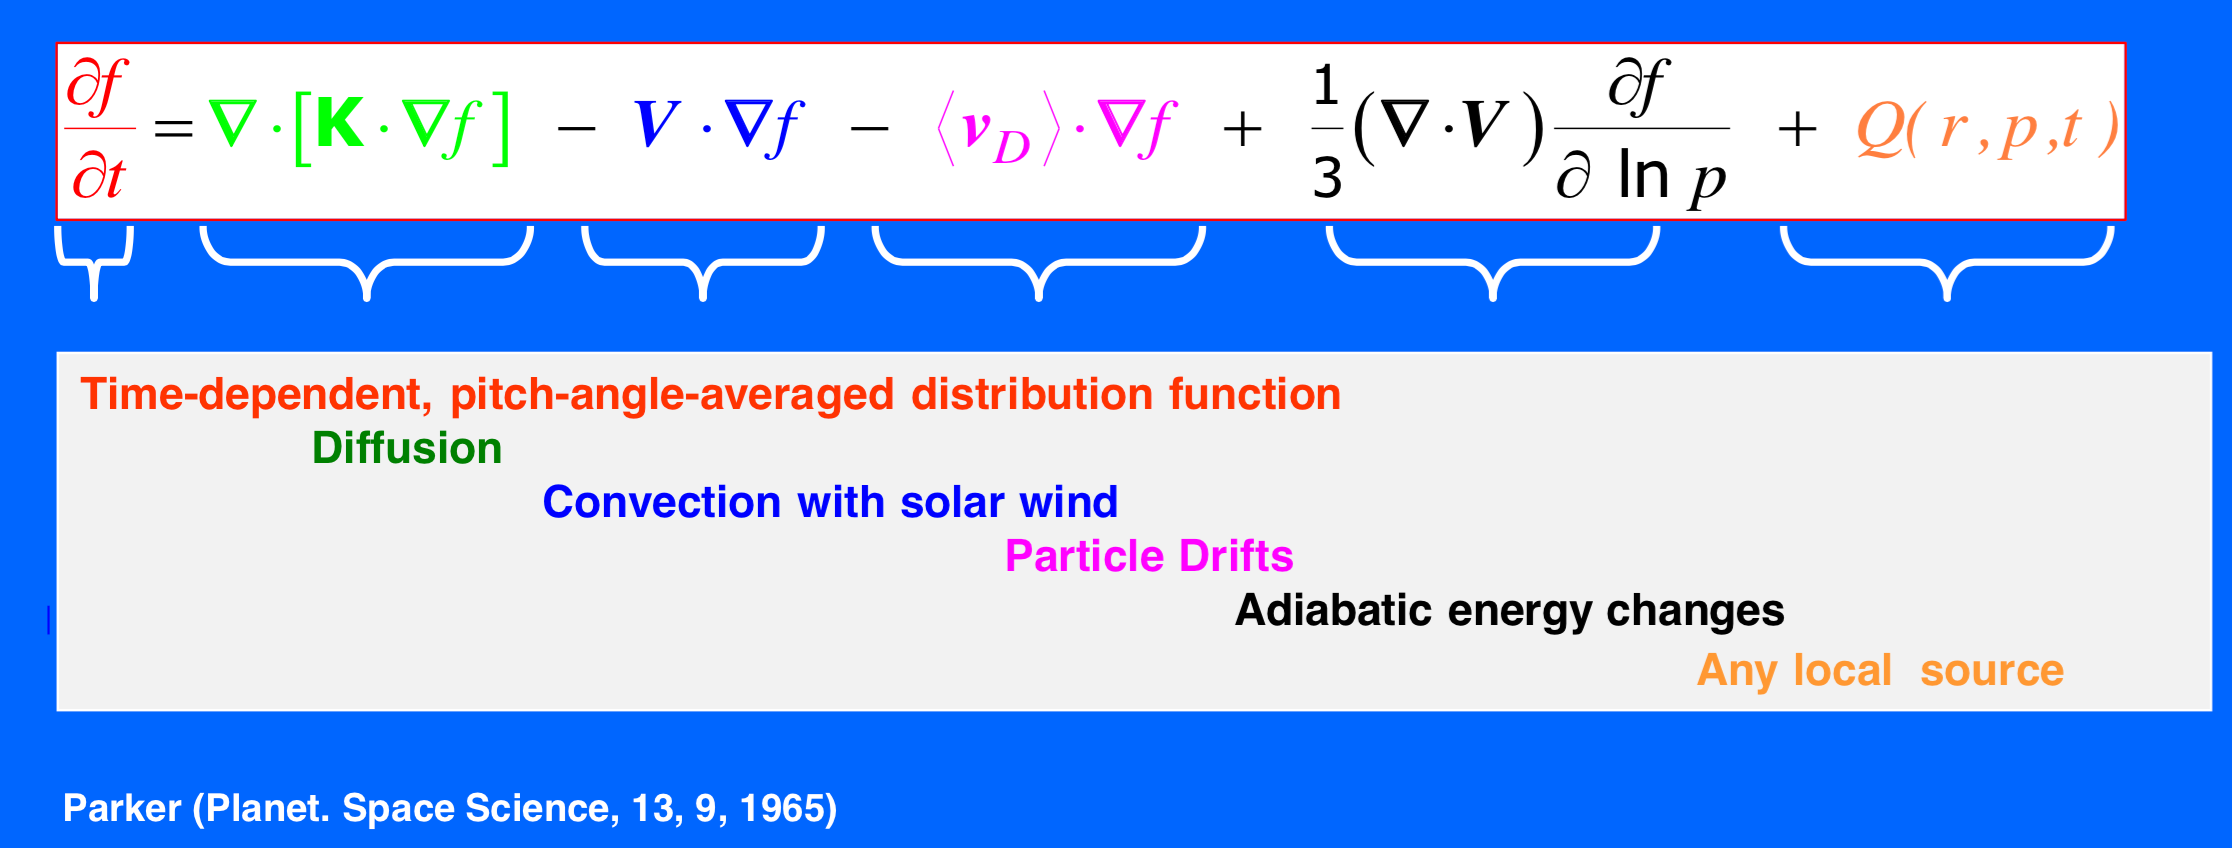 ∂f/∂t = ∇ · [K · ∇f] − V · ∇f − ⟨v_D⟩ · ∇f + 1/3 (∇ · V) ∂f/∂ ln p + Q( r , p ,t )
Time-dependent, pitch-angle-averaged distribution function
Diffusion
Convection with solar wind
Particle Drifts
Adiabatic energy changes
Any local source
Parker (Planet. Space Science, 13, 9, 1965)